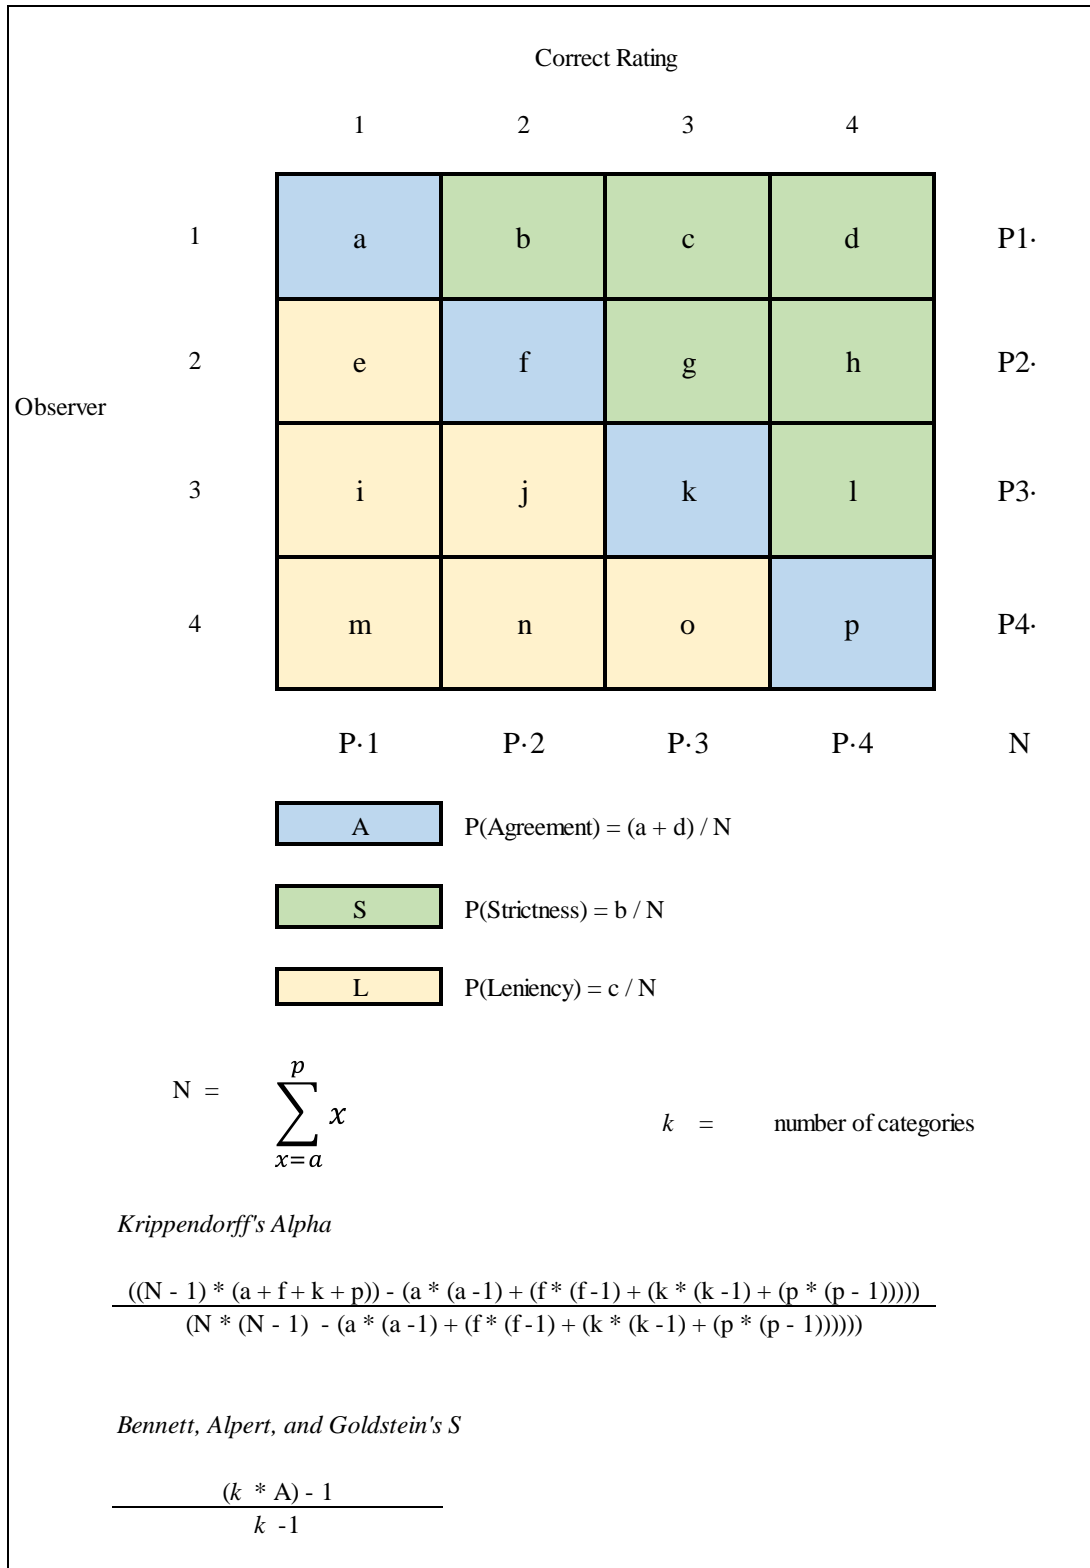 Correct Rating
1 2 3 4
1 a b c d P1·
2 e f g h P2·
Observer
3 i j k l P3·
4 m n o p P4·
P·1 P·2 P·3 P·4 N
A P(Agreement) = (a + d) / N
S P(Strictness) = b / N
L P(Leniency) = c / N
N = ∑ x
p
x=a
k = number of categories
Krippendorff's Alpha
((N - 1) * (a + f + k + p)) - (a * (a -1) + (f * (f -1) + (k * (k -1) + (p * (p - 1)))))
(N * (N - 1) - (a * (a -1) + (f * (f -1) + (k * (k -1) + (p * (p - 1))))))
Bennett, Alpert, and Goldstein's S
(k * A) - 1
k -1